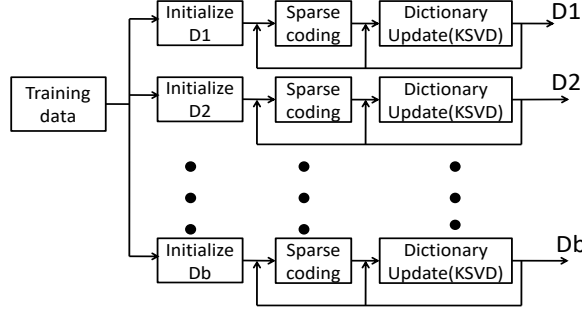 Initialize
D1
Sparse
coding
Dictionary
Update(KSVD)
D1
Training
data
Initialize
D2
Sparse
coding
Dictionary
Update(KSVD)
D2
Initialize
Db
Sparse
coding
Dictionary
Update(KSVD)
Db